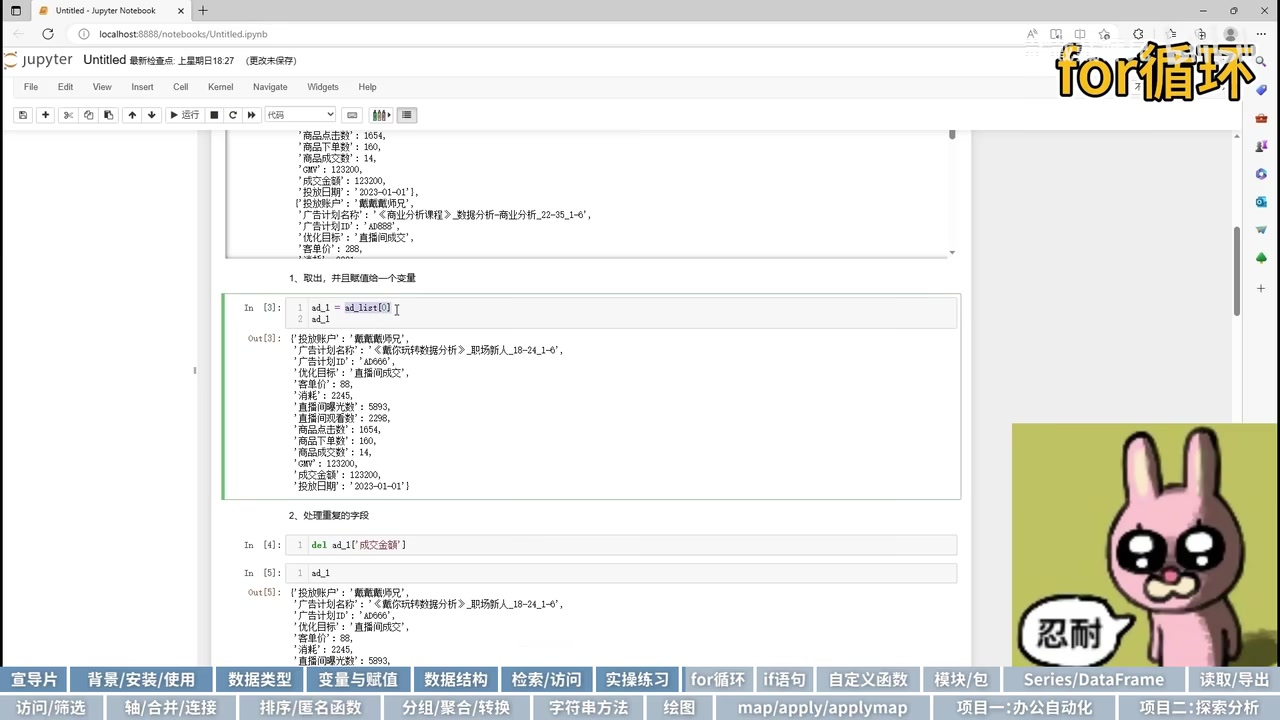 Untitled - Jupyter Notebook
localhost:8888/notebooks/Untitled.ipynb
for循环
jupyter Untitled 最新检查点: 上星期日18:27 (更改未保存)
File Edit View Insert Cell Kernel Navigate Widgets Help
运行 代码
'商品点击数': 1654,
'商品下单数': 160,
'商品成交数': 14,
'GMV': 123200,
'成交金额': 123200,
'投放日期': '2023-01-01'},
{'投放账户': '戴戴戴师兄',
'广告计划名称': '《商业分析课程》_数据分析-商业分析_22-35_1-6',
'广告计划ID': 'AD888',
'优化目标': '直播间成交',
'客单价': 288,
1、取出，并且赋值给一个变量
In [3]:
1 ad_1 = ad_list[0]
2 ad_1
Out[3]:
{'投放账户': '戴戴戴师兄',
'广告计划名称': '《戴你玩转数据分析》_职场新人_18-24_1-6',
'广告计划ID': 'AD666',
'优化目标': '直播间成交',
'客单价': 88,
'消耗': 2245,
'直播间曝光数': 5893,
'直播间观看数': 2298,
'商品点击数': 1654,
'商品下单数': 160,
'商品成交数': 14,
'GMV': 123200,
'成交金额': 123200,
'投放日期': '2023-01-01'}
2、处理重复的字段
In [4]: 1 del ad_1['成交金额']
In [5]: 1 ad_1
Out[5]:
{'投放账户': '戴戴戴师兄',
'广告计划名称': '《戴你玩转数据分析》_职场新人_18-24_1-6',
'广告计划ID': 'AD666',
'优化目标': '直播间成交',
'客单价': 88,
'消耗': 2245,
'直播间曝光数': 5893,
忍耐
宣导片 背景/安装/使用 数据类型 变量与赋值 数据结构 检索/访问 实操练习 for循环 if语句 自定义函数 模块/包 Series/DataFrame 读取/导出
访问/筛选 轴/合并/连接 排序/匿名函数 分组/聚合/转换 字符串方法 绘图 map/apply/applymap 项目一:办公自动化 项目二:探索分析